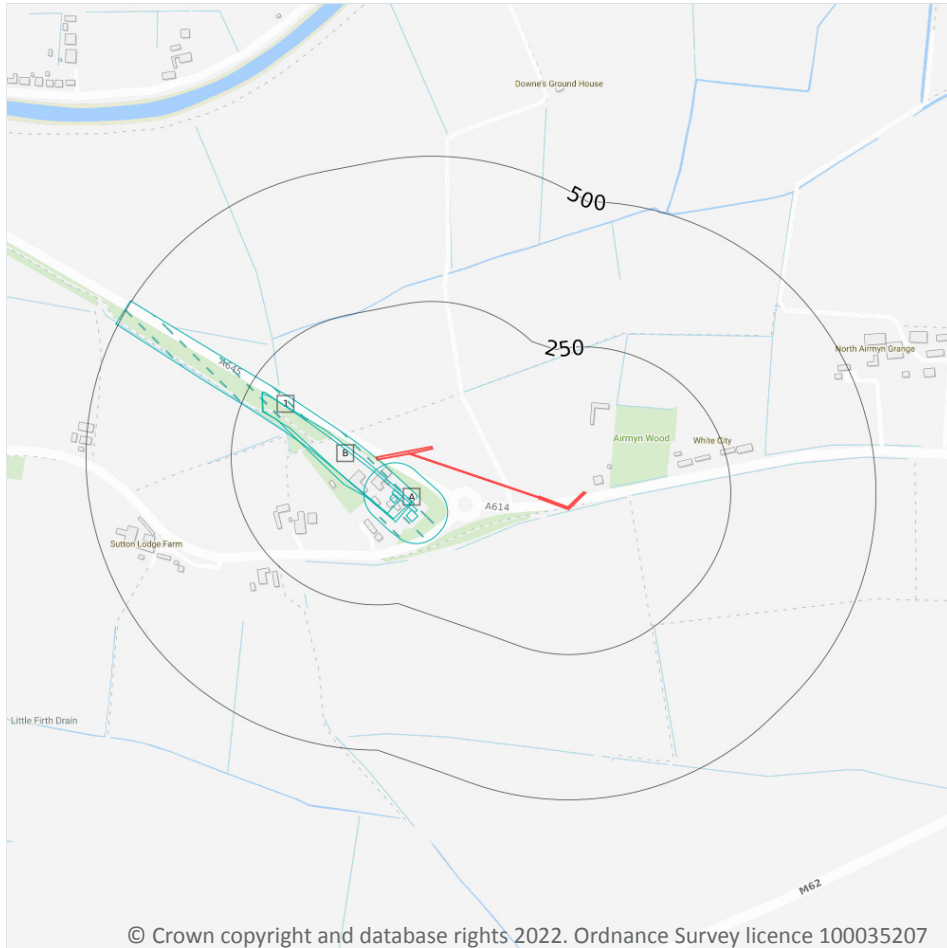 Downe's Ground House
500
A645
250
North Airmyn Grange
1
Airmyn Wood
White City
B
A
A614
Sutton Lodge Farm
Little Firth Drain
M62
© Crown copyright and database rights 2022. Ordnance Survey licence 100035207